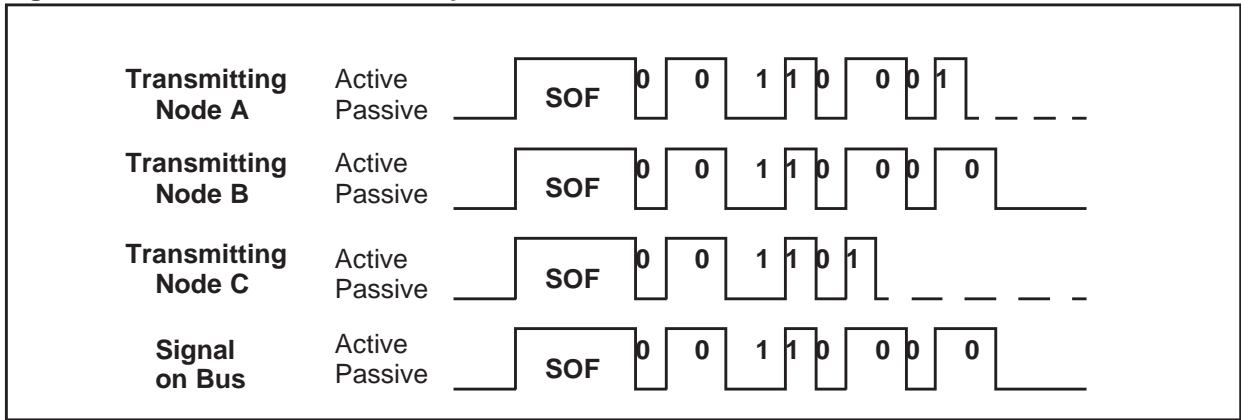 Transmitting Node A Active Passive SOF 0 0 1 1 0 0 0 1
Transmitting Node B Active Passive SOF 0 0 1 1 0 0 0 0
Transmitting Node C Active Passive SOF 0 0 1 1 0 1
Signal on Bus Active Passive SOF 0 0 1 1 0 0 0 0